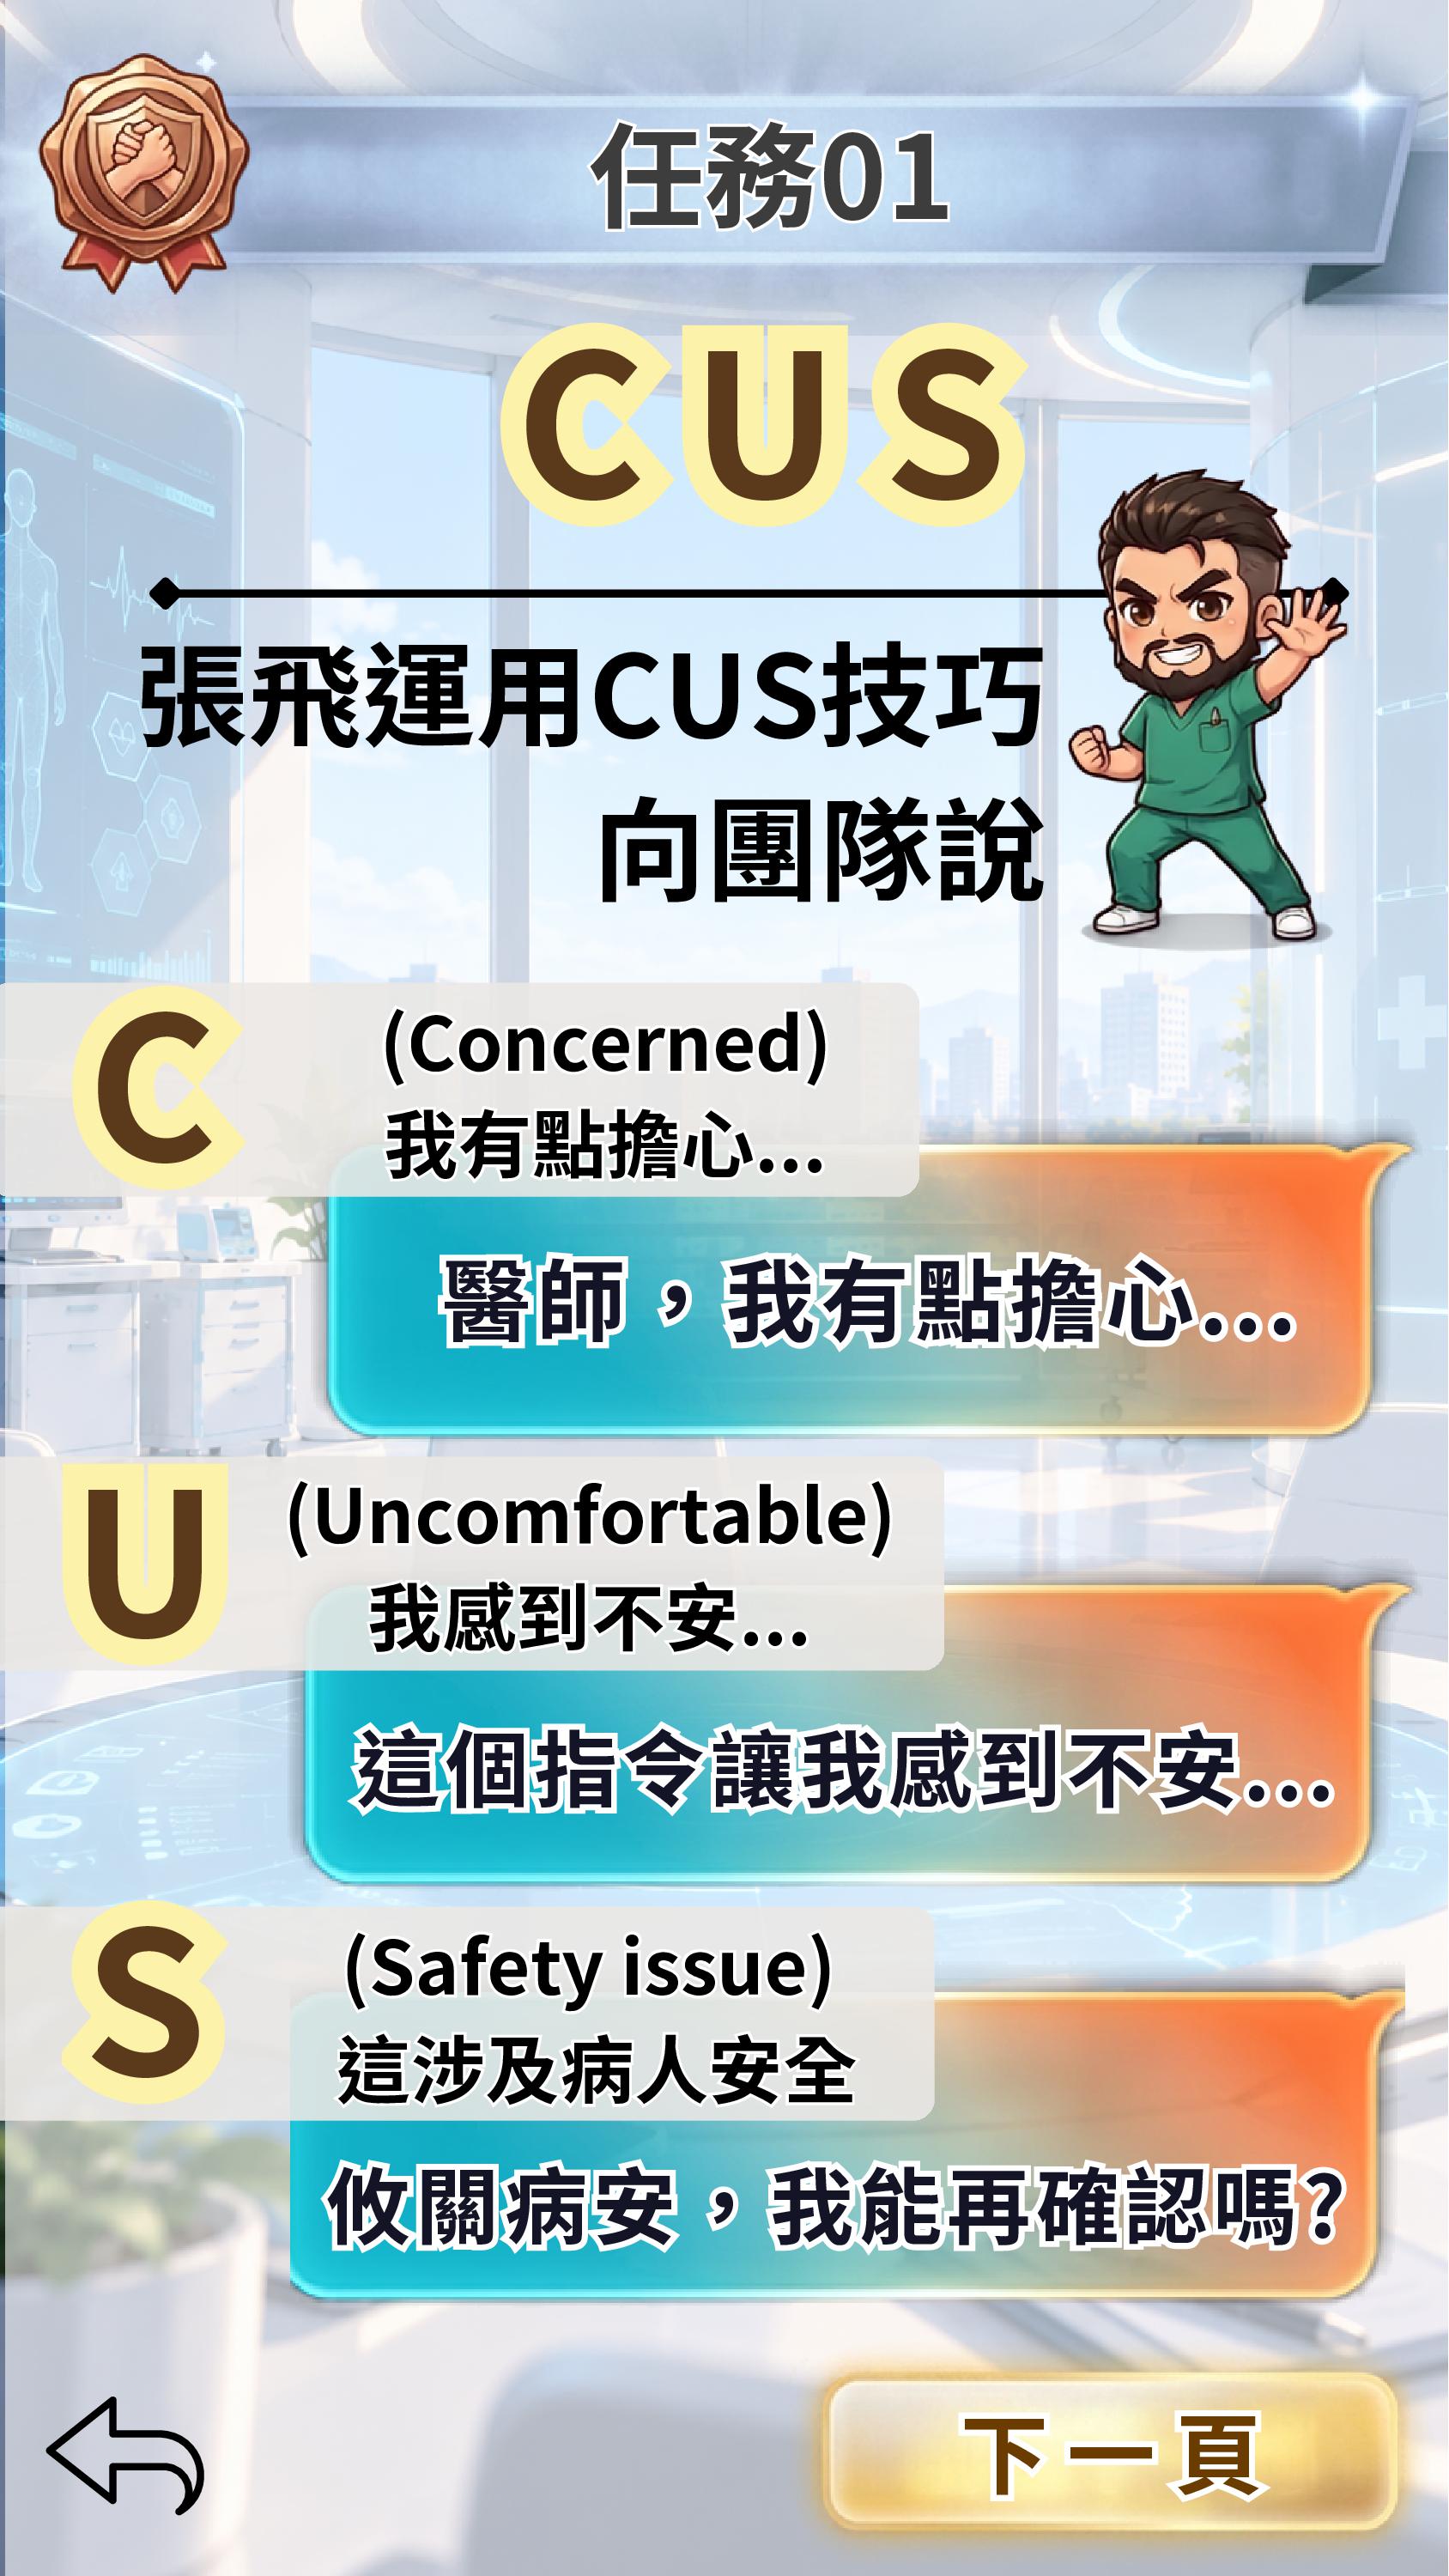 任務01
CUS
張飛運用CUS技巧
向團隊說
C
(Concerned)
我有點擔心...
醫師，我有點擔心...
U
(Uncomfortable)
我感到不安...
這個指令讓我感到不安...
S
(Safety issue)
這涉及病人安全
攸關病安，我能再確認嗎?
下一頁